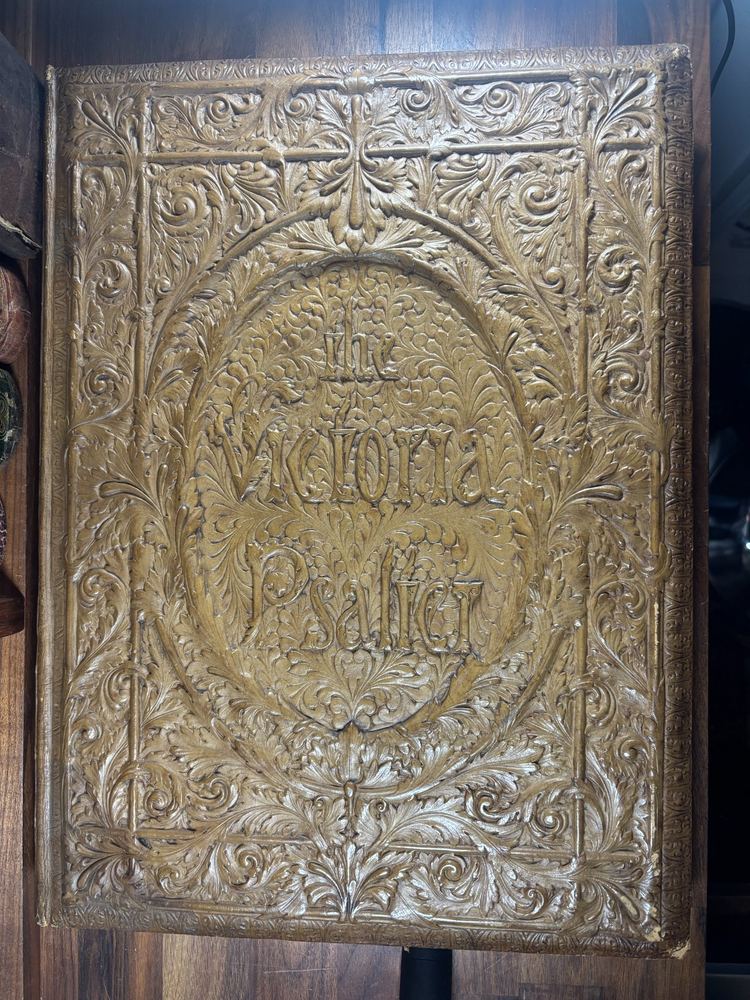 the
Victoria
Psalter